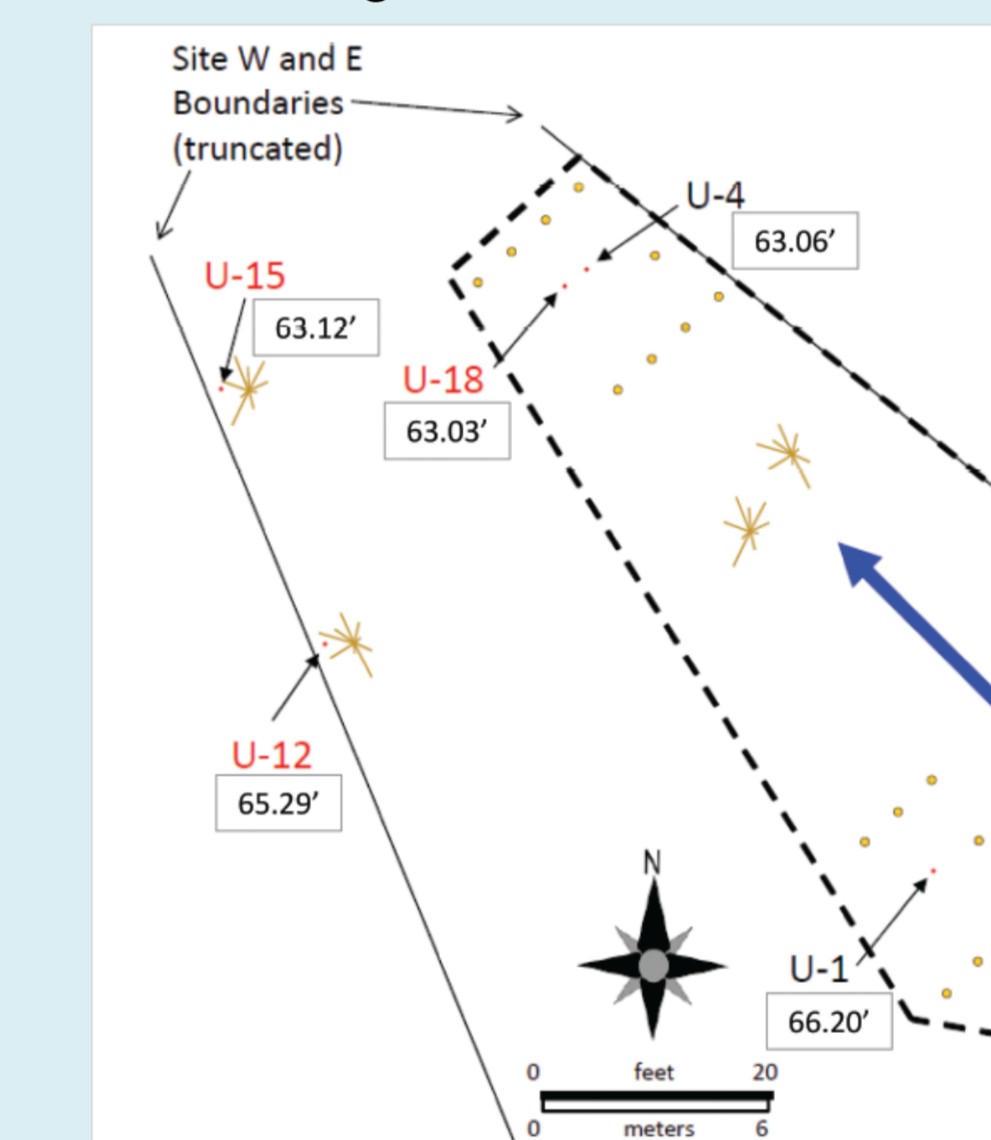 Site W and E
Boundaries
(truncated)
U-4
63.06′
U-15
63.12′
U-18
63.03′
U-12
65.29′
N
U-1
66.20′
0 feet 20
0 meters 6